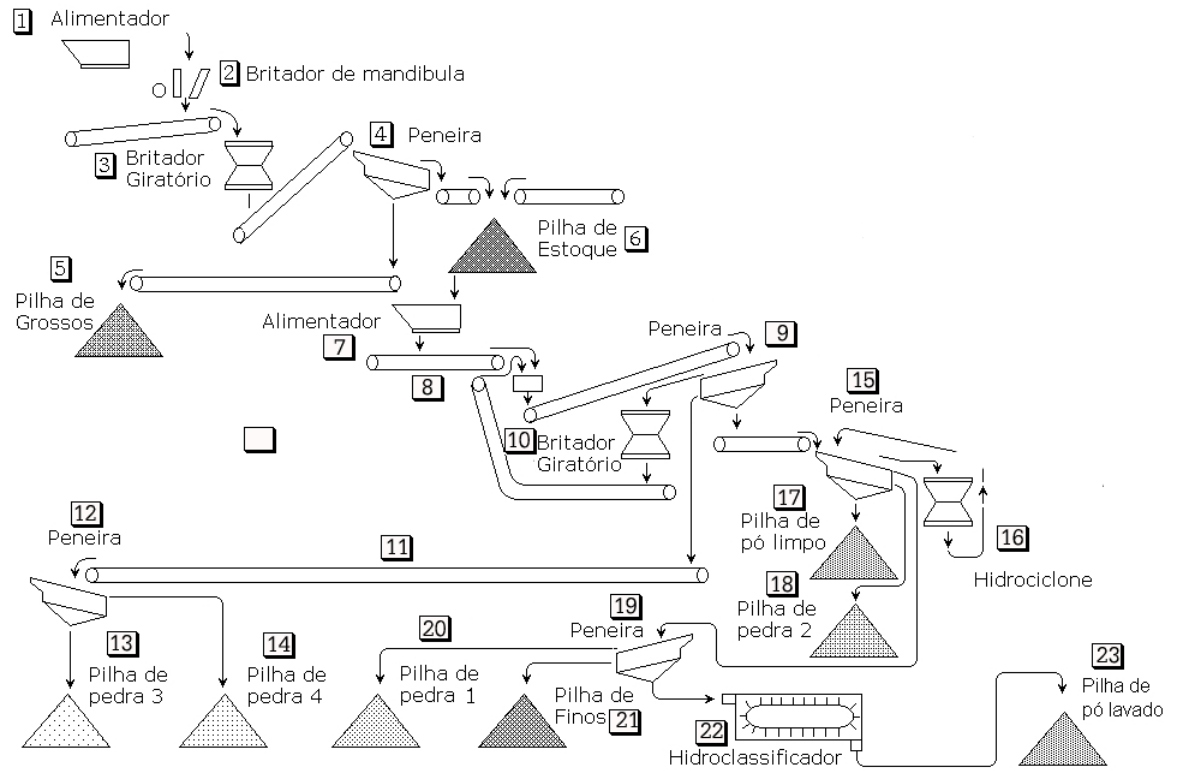 1 Alimentador
2 Britador de mandibula
3 Britador
Giratório
4 Peneira
5
Pilha de
Grossos
Pilha de
Estoque 6
Alimentador
7
8
Peneira 9
10 Britador
Giratório
11
12
Peneira
13
Pilha de
pedra 3
14
Pilha de
pedra 4
15
Peneira
16
Hidrociclone
17
Pilha de
pó limpo
18
Pilha de
pedra 2
19
Peneira
20
Pilha de
pedra 1
Pilha de
Finos 21
22
Hidroclassificador
23
Pilha de
pó lavado